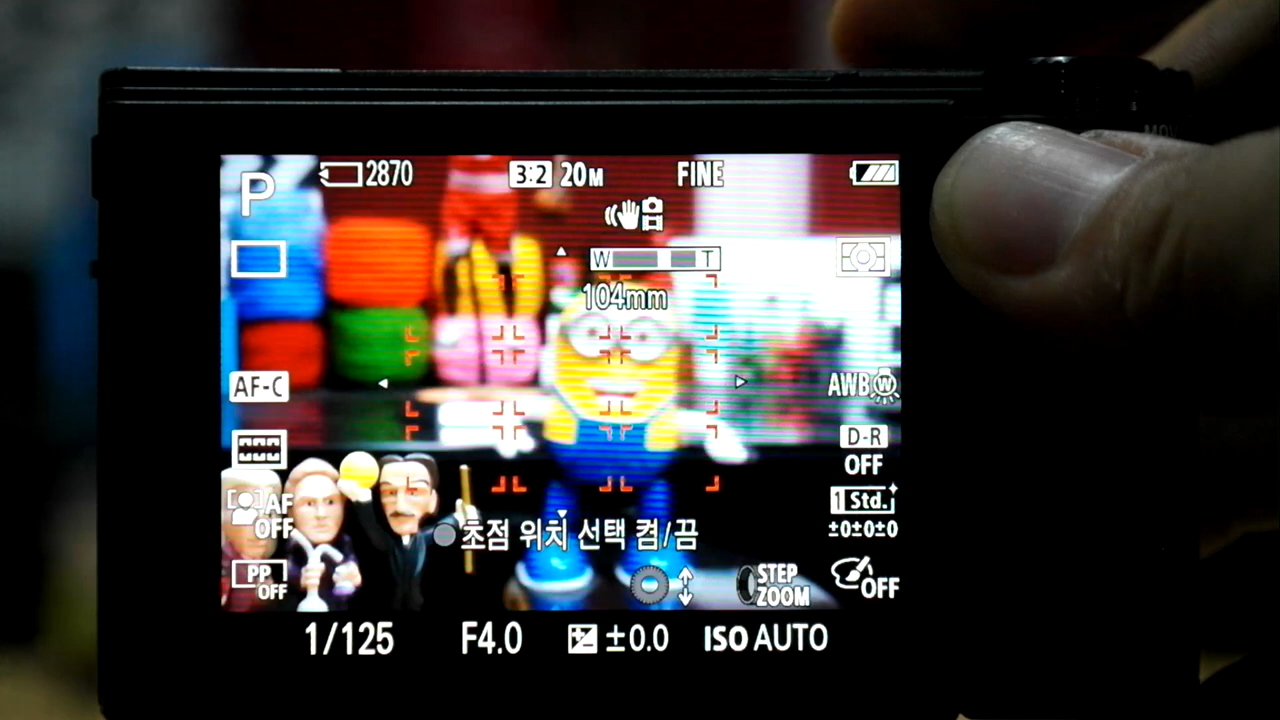 P 2870 3:2 20M FINE
W T
104mm
AF-C
AWB W
D-R
OFF
AF
OFF
1 Std.
±0±0±0
초점 위치 선택 켬/끔
PP
OFF
STEP
ZOOM
OFF
1/125 F4.0 ±0.0 ISO AUTO